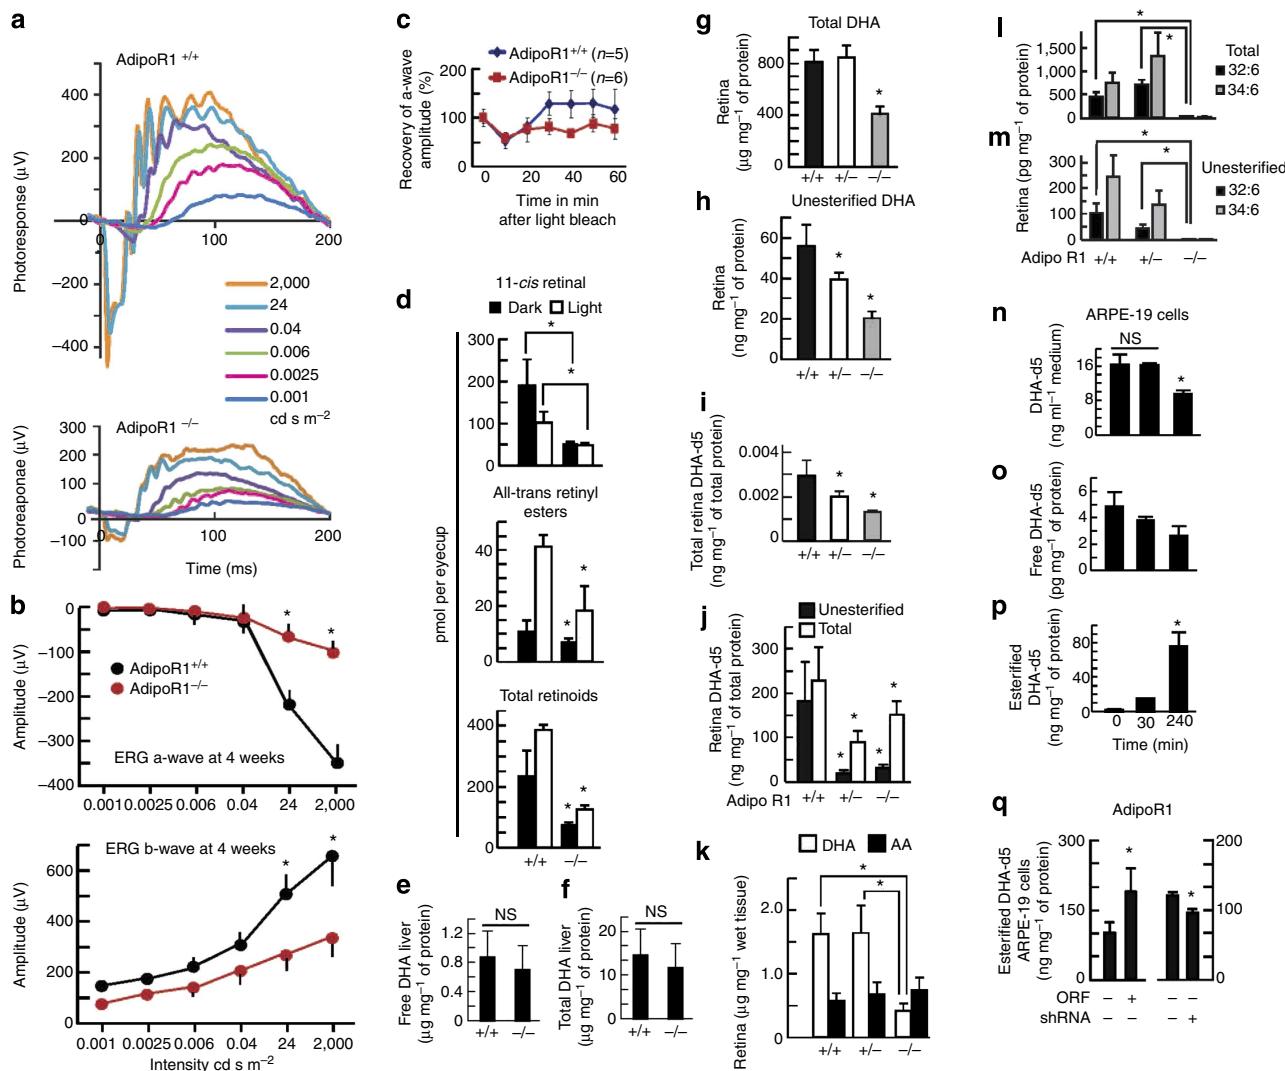 a
AdipoR1 +/+
Photoresponse (µV)
400
200
0
−200
−400
0
100
200
2,000
24
0.04
0.006
0.0025
0.001
cd s m−2
AdipoR1 −/−
Photoreaponae (µV)
300
200
100
0
−100
0
100
200
Time (ms)
b
Amplitude (µV)
0
−100
−200
−300
−400
AdipoR1+/+
AdipoR1−/−
* *
ERG a-wave at 4 weeks
0.001 0.0025 0.006 0.04 24 2,000
ERG b-wave at 4 weeks
Amplitude (µV)
600
400
200
0
* *
0.001 0.0025 0.006 0.04 24 2,000
Intensity cd s m−2
c
AdipoR1+/+ (n=5)
AdipoR1−/− (n=6)
Recovery of a-wave
amplitude (%)
200
100
0
0 10 20 30 40 50 60
Time in min
after light bleach
d
11-cis retinal
Dark Light
pmol per eyecup
300
200
100
0
*
*
All-trans retinyl
esters
40
20
0
* *
Total retinoids
400
200
0
* *
+/+ −/−
e
Free DHA liver
(µg mg−1 of protein)
NS
1.2
0.8
0.4
0
+/+ −/−
f
Total DHA liver
(µg mg−1 of protein)
NS
20
10
0
+/+ −/−
g
Total DHA
Retina
(µg mg−1 of protein)
800
400
0
*
+/+ +/− −/−
h
Unesterified DHA
Retina
(ng mg−1 of protein)
60
40
20
0
* *
+/+ +/− −/−
i
Total retina DHA-d5
(ng mg−1 of total protein)
0.004
0.002
0
* *
+/+ +/− −/−
j
Unesterified
Total
Retina DHA-d5
(ng mg−1 of total protein)
300
200
100
0
* * * *
Adipo R1 +/+ +/− −/−
k
DHA AA
Retina (µg mg−1 wet tissue)
2.0
1.0
0
*
*
+/+ +/− −/−
l
Total
32:6
34:6
1,500
1,000
500
0
*
*
m
Retina (pg mg−1 of protein)
Unesterified
32:6
34:6
300
200
100
0
*
*
Adipo R1 +/+ +/− −/−
n
ARPE-19 cells
DHA-d5
(ng ml−1 medium)
NS
16
8
0
*
o
Free DHA-d5
(pg mg−1 of protein)
6
4
2
0
p
Esterified
DHA-d5
(ng mg−1 of protein)
80
40
0
*
0 30 240
Time (min)
q
AdipoR1
Esterified DHA-d5
ARPE-19 cells
(ng mg−1 of protein)
300
150
0
*
*
200
100
0
ORF − + − −
shRNA − − − +